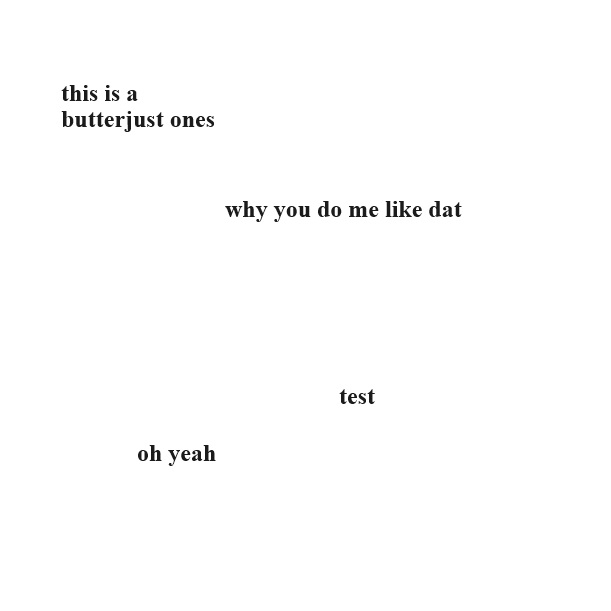 this is a
butterjust ones
why you do me like dat
test
oh yeah